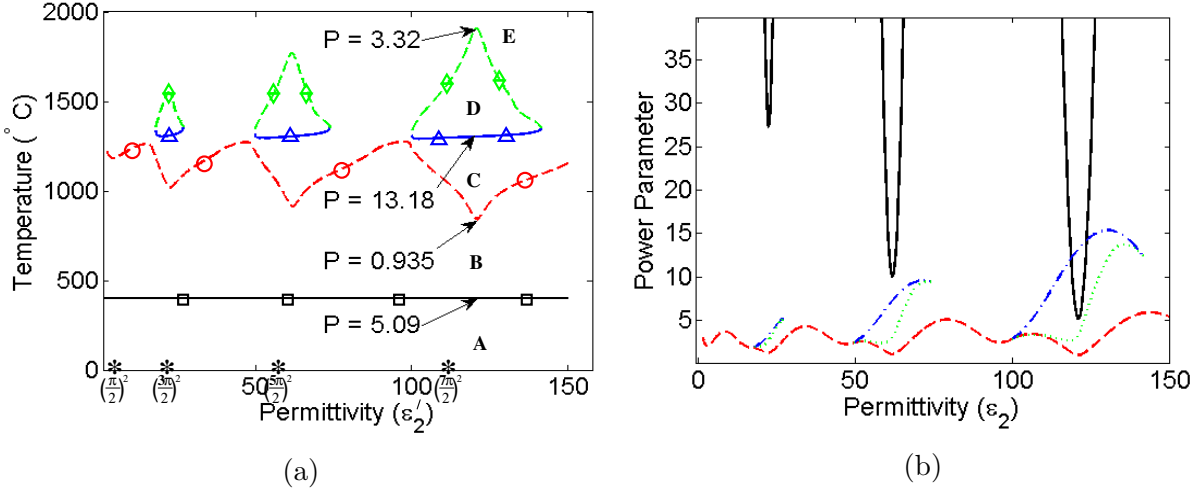 2000
1500
1000
500
0
Temperature (° C)
P = 3.32
E
D
C
P = 13.18
P = 0.935
B
P = 5.09
A
* * * *
(π/2)² (3π/2)² 50 (5π/2)² 100 (7π/2)² 150
Permittivity (ε₂′)
(a)
35
30
25
20
15
10
5
Power Parameter
0 50 100 150
Permittivity (ε₂)
(b)